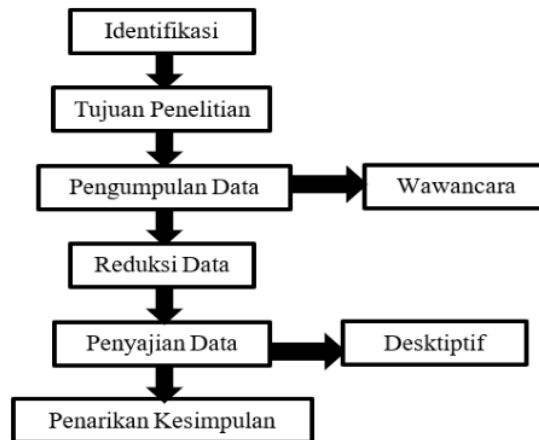 Identifikasi
Tujuan Penelitian
Pengumpulan Data
Wawancara
Reduksi Data
Penyajian Data
Desktiptif
Penarikan Kesimpulan